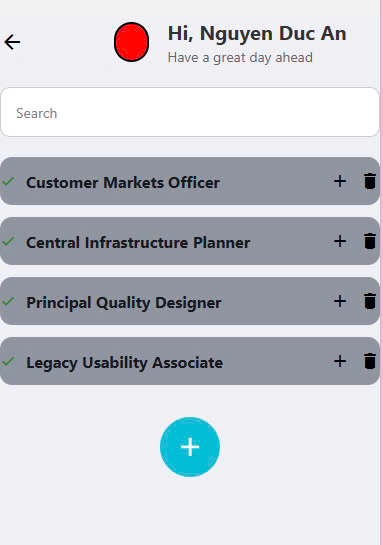 Hi, Nguyen Duc An
Have a great day ahead
Search
Customer Markets Officer
Central Infrastructure Planner
Principal Quality Designer
Legacy Usability Associate